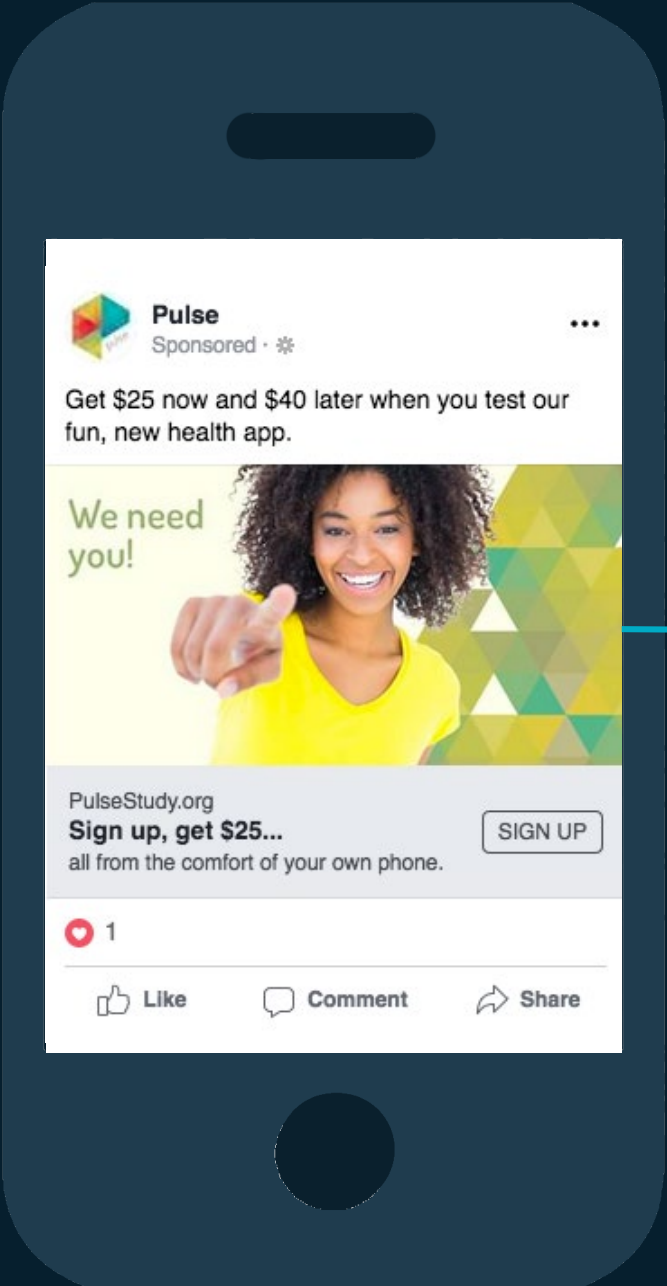 Pulse
Sponsored ·
Get $25 now and $40 later when you test our
fun, new health app.
We need
you!
PulseStudy.org
Sign up, get $25...
all from the comfort of your own phone.
SIGN UP
1
Like Comment Share